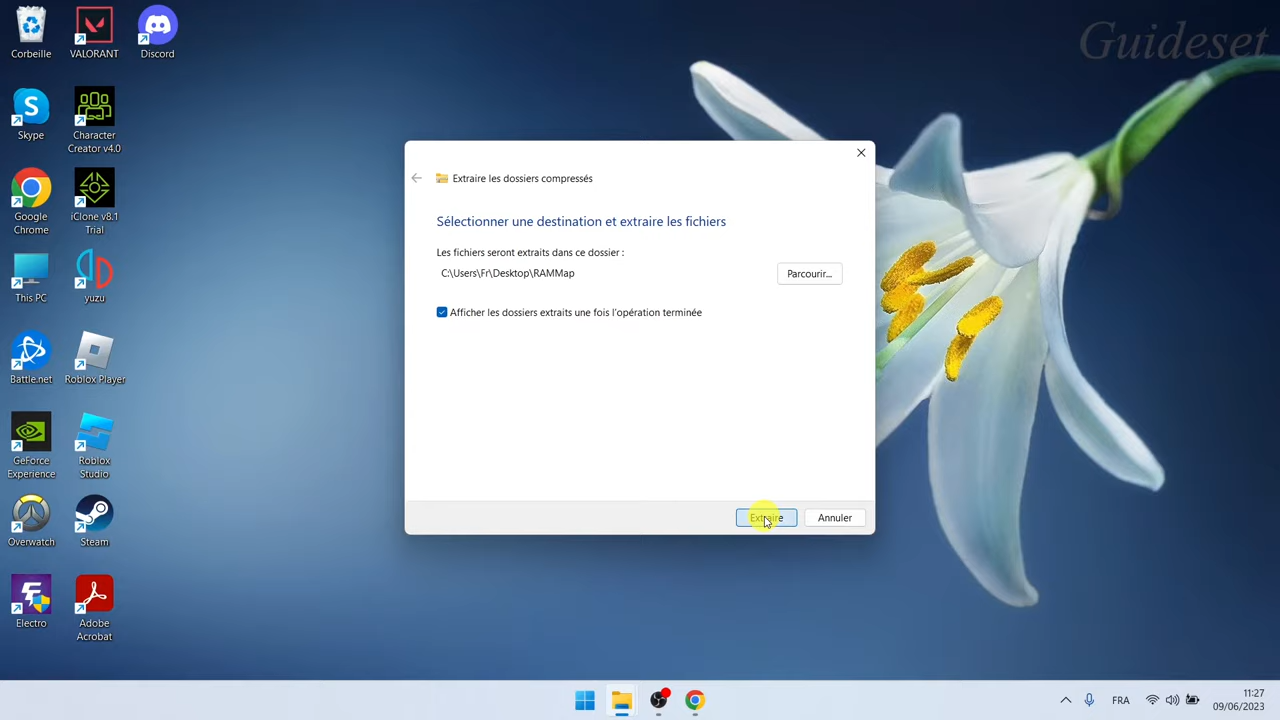 Guideset
Corbeille
VALORANT
Discord
Skype
Character
Creator v4.0
Google
Chrome
iClone v8.1
Trial
This PC
yuzu
Battle.net
Roblox Player
GeForce
Experience
Roblox
Studio
Overwatch
Steam
Electro
Adobe
Acrobat
Extraire les dossiers compressés
Sélectionner une destination et extraire les fichiers
Les fichiers seront extraits dans ce dossier :
C:\Users\Fr\Desktop\RAMMap
Parcourir...
Afficher les dossiers extraits une fois l'opération terminée
Extraire
Annuler
FRA
11:27
09/06/2023